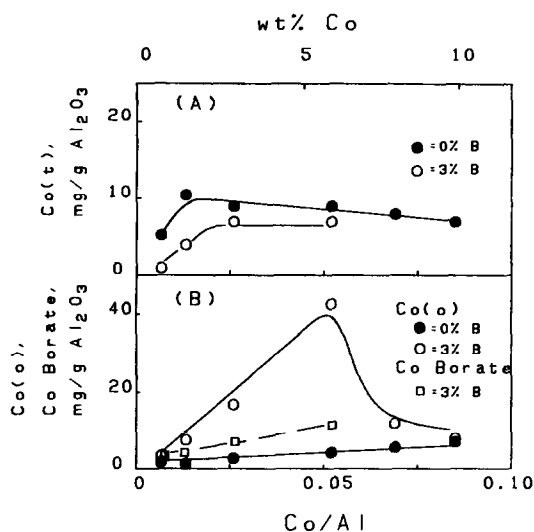 wt% Co
0 5 10
20
10
0
Co(t),
mg/g Al2O3
(A)
● =0% B
○ =3% B
40
20
0
Co(o),
Co Borate,
mg/g Al2O3
(B)
Co(o)
● =0% B
○ =3% B
Co Borate
□ =3% B
0 0.05 0.10
Co/Al